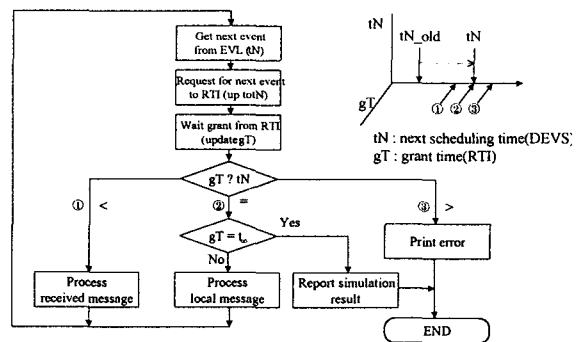 Get next event
from EVL (tN)
Request for next event
to RTI (up totN)
Wait grant from RTI
(updategT)
gT ? tN
① <
② =
③ >
gT = t∞
Yes
No
Print error
Process
received message
Process
local message
Report simulation
result
END
tN
tN_old
tN
gT
① ② ③
tN : next scheduling time(DEVS)
gT : grant time(RTI)